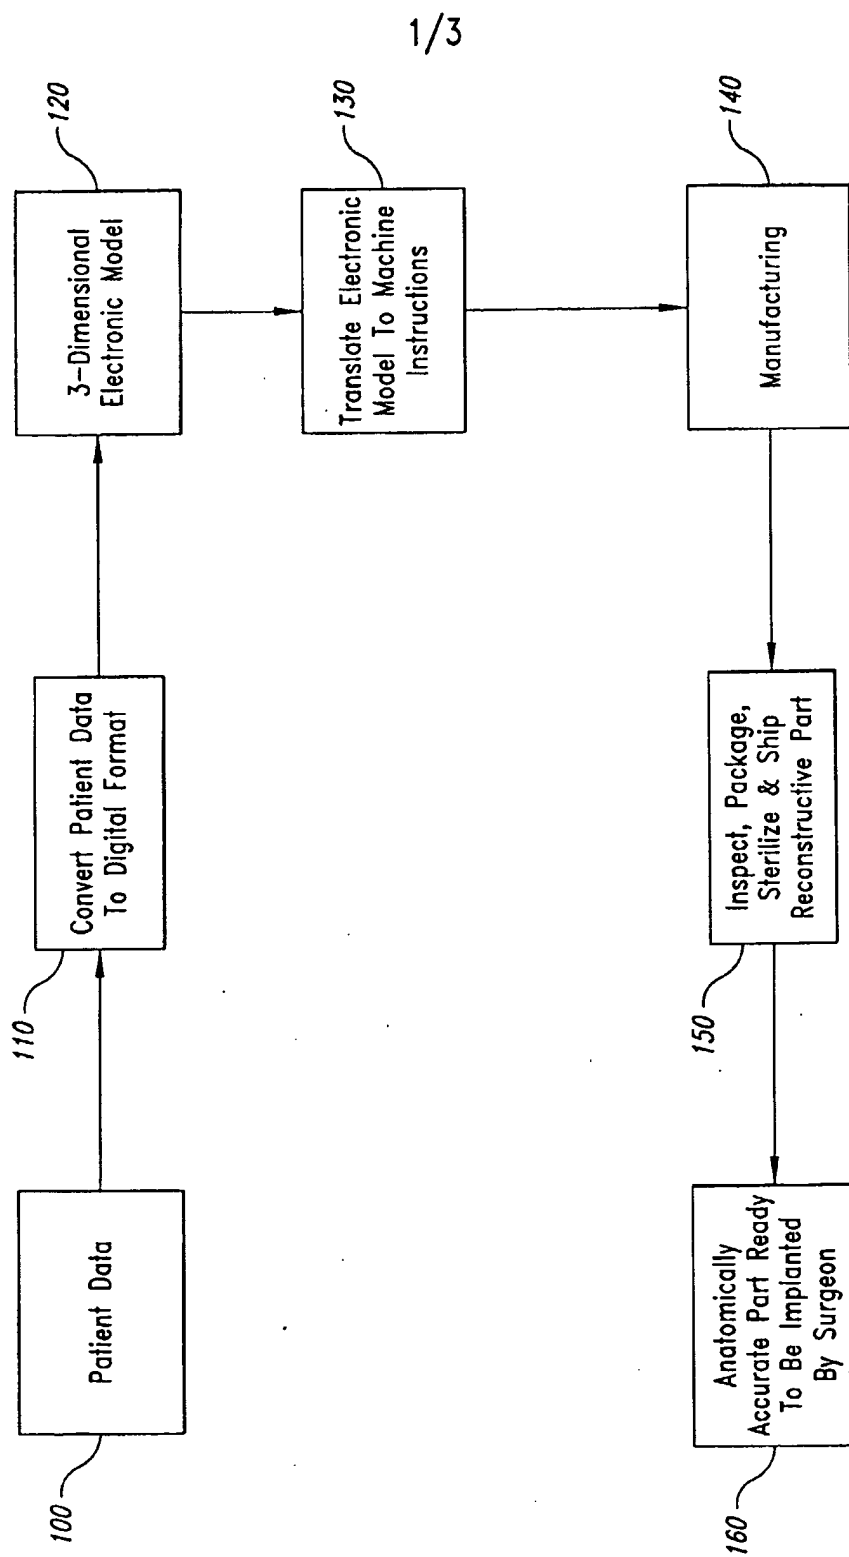 1/3
100
Patient Data
110
Convert Patient Data
To Digital Format
120
3-Dimensional
Electronic Model
130
Translate Electronic
Model To Machine
Instructions
140
Manufacturing
150
Inspect, Package,
Sterilize & Ship
Reconstructive Part
160
Anatomically
Accurate Part Ready
To Be Implanted
By Surgeon